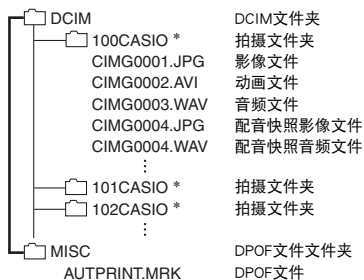 DCIM DCIM文件夹
100CASIO * 拍摄文件夹
CIMG0001.JPG 影像文件
CIMG0002.AVI 动画文件
CIMG0003.WAV 音频文件
CIMG0004.JPG 配音快照影像文件
CIMG0004.WAV 配音快照音频文件
⋮
101CASIO * 拍摄文件夹
102CASIO * 拍摄文件夹
⋮
MISC DPOF文件文件夹
AUTPRINT.MRK DPOF文件